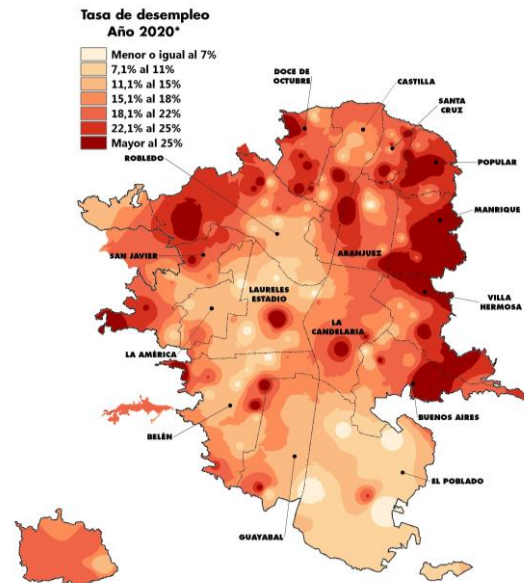 Tasa de desempleo
Año 2020*
Menor o igual al 7%
7,1% al 11%
11,1% al 15%
15,1% al 18%
18,1% al 22%
22,1% al 25%
Mayor al 25%
DOCE DE
OCTUBRE
CASTILLA
SANTA
CRUZ
ROBLEDO
POPULAR
MANRIQUE
SAN JAVIER
ARANJUEZ
LAURELES
ESTADIO
VILLA
HERMOSA
LA
CANDELARIA
LA AMÉRICA
BUENOS AIRES
BELÉN
EL POBLADO
GUAYABAL